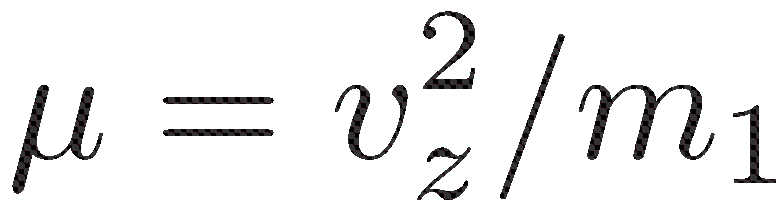 μ = v_z^2/m_1